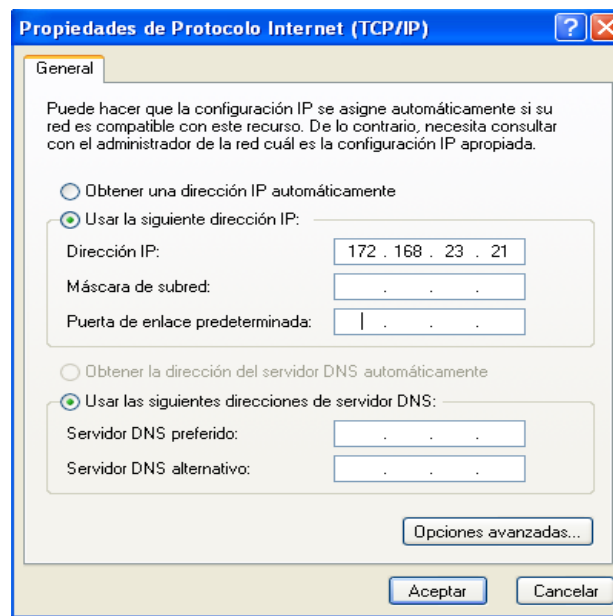 Propiedades de Protocolo Internet (TCP/IP)
General
Puede hacer que la configuración IP se asigne automáticamente si su
red es compatible con este recurso. De lo contrario, necesita consultar
con el administrador de la red cuál es la configuración IP apropiada.
Obtener una dirección IP automáticamente
Usar la siguiente dirección IP:
Dirección IP: 172 . 168 . 23 . 21
Máscara de subred: . . .
Puerta de enlace predeterminada: . . .
Obtener la dirección del servidor DNS automáticamente
Usar las siguientes direcciones de servidor DNS:
Servidor DNS preferido: . . .
Servidor DNS alternativo: . . .
Opciones avanzadas...
Aceptar Cancelar